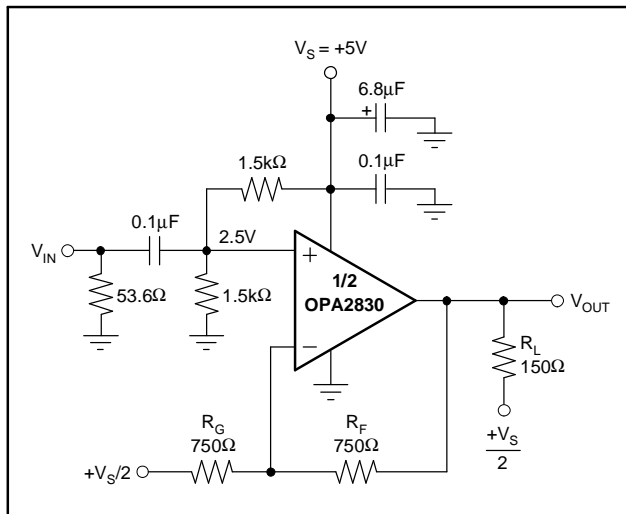 V_S = +5V
6.8µF
+
1.5kΩ
0.1µF
0.1µF
2.5V
V_IN
+
1/2
OPA2830
−
53.6Ω
1.5kΩ
V_OUT
R_L
150Ω
R_G
750Ω
R_F
750Ω
+V_S/2
+V_S
2